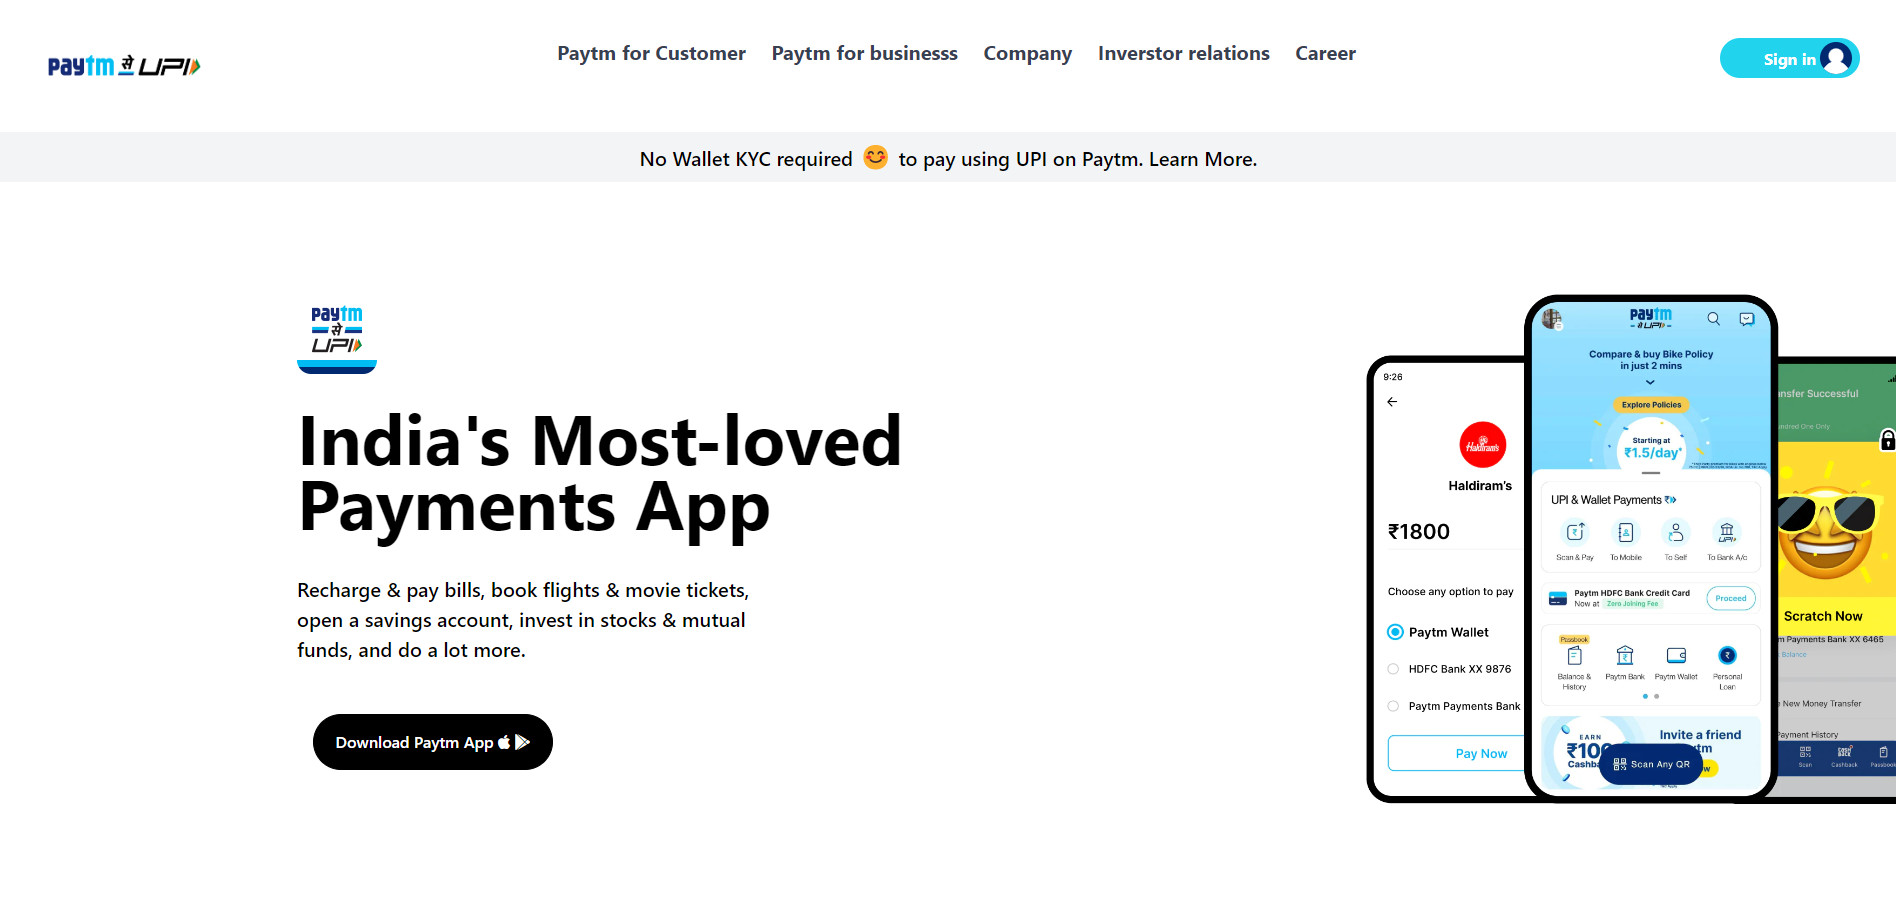 paytm से UPI
Paytm for Customer Paytm for businesss Company Inverstor relations Career
Sign in
No Wallet KYC required 😊 to pay using UPI on Paytm. Learn More.
paytm
से
UPI
India's Most-loved
Payments App
Recharge & pay bills, book flights & movie tickets,
open a savings account, invest in stocks & mutual
funds, and do a lot more.
Download Paytm App
9:26
Haldiram's
Haldiram's
₹1800
Choose any option to pay
Paytm Wallet
HDFC Bank XX 9876
Paytm Payments Bank
Pay Now
paytm
से UPI
Compare & buy Bike Policy
in just 2 mins
Explore Policies
Starting at
₹1.5/day*
UPI & Wallet Payments
Scan & Pay To Mobile To Self To Bank A/c
Paytm HDFC Bank Credit Card
Now at Zero Joining Fee
Proceed
Passbook
Balance &
History
Paytm Bank
Paytm Wallet
Personal
Loan
EARN
₹100
Cashba
Invite a friend
tm
Scan Any QR
ow
ansfer Successful
undred One Only
Scratch Now
m Payments Bank XX 6465
Balance
New Money Transfer
Payment History
Scan Cashback Passbook